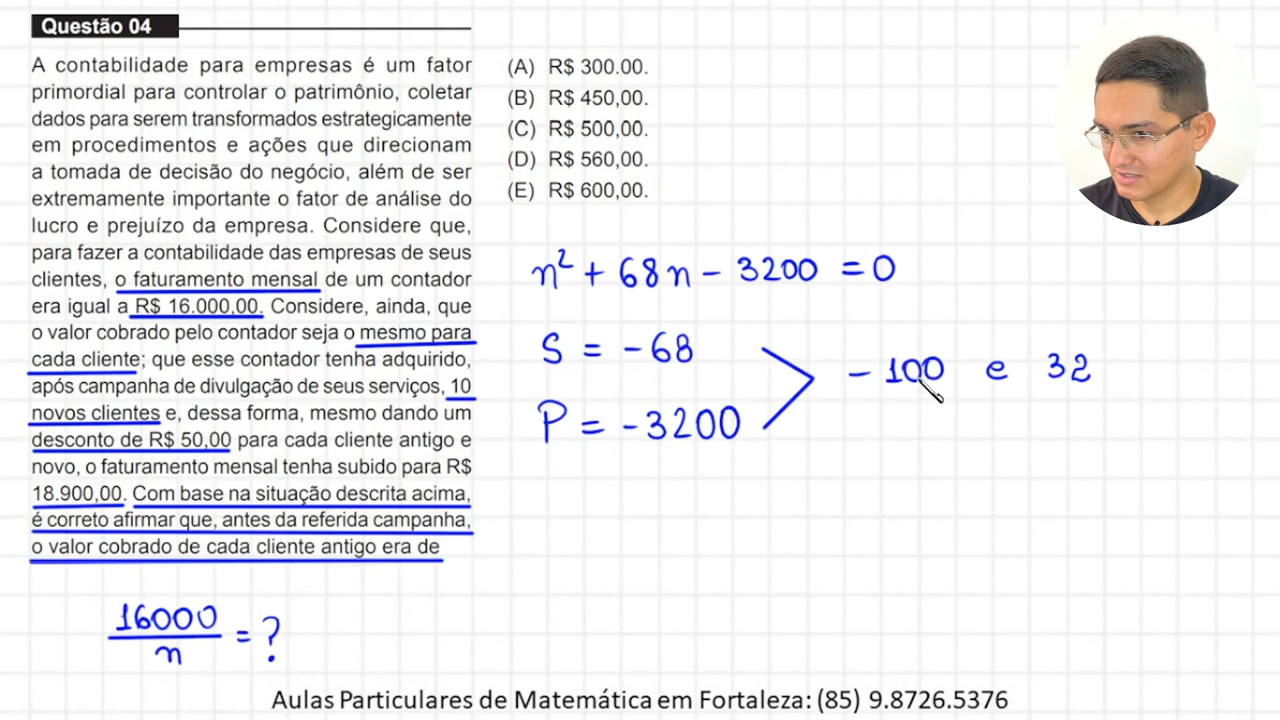 Questão 04
A contabilidade para empresas é um fator
primordial para controlar o patrimônio, coletar
dados para serem transformados estrategicamente
em procedimentos e ações que direcionam
a tomada de decisão do negócio, além de ser
extremamente importante o fator de análise do
lucro e prejuízo da empresa. Considere que,
para fazer a contabilidade das empresas de seus
clientes, o faturamento mensal de um contador
era igual a R$ 16.000,00. Considere, ainda, que
o valor cobrado pelo contador seja o mesmo para
cada cliente; que esse contador tenha adquirido,
após campanha de divulgação de seus serviços, 10
novos clientes e, dessa forma, mesmo dando um
desconto de R$ 50,00 para cada cliente antigo e
novo, o faturamento mensal tenha subido para R$
18.900,00. Com base na situação descrita acima,
é correto afirmar que, antes da referida campanha,
o valor cobrado de cada cliente antigo era de
(A) R$ 300.00.
(B) R$ 450,00.
(C) R$ 500,00.
(D) R$ 560,00.
(E) R$ 600,00.
n² + 68n - 3200 = 0
S = -68
P = -3200
-100 e 32
16000
n
= ?
Aulas Particulares de Matemática em Fortaleza: (85) 9.8726.5376